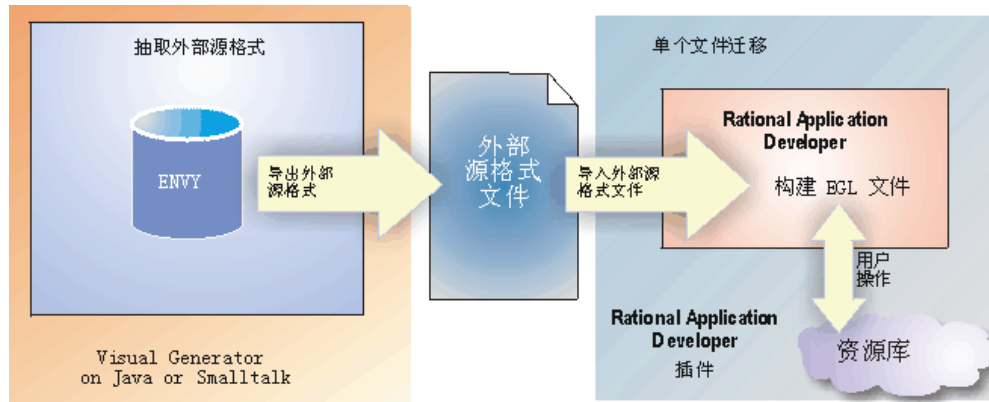 抽取外部源格式
ENVY
导出外部
源格式
Visual Generator
on Java or Smalltalk
外部
源格式
文件
导入外部源
格式文件
单个文件迁移
Rational Application
Developer
构建 EGL 文件
用户
操作
Rational Application
Developer
插件
资源库